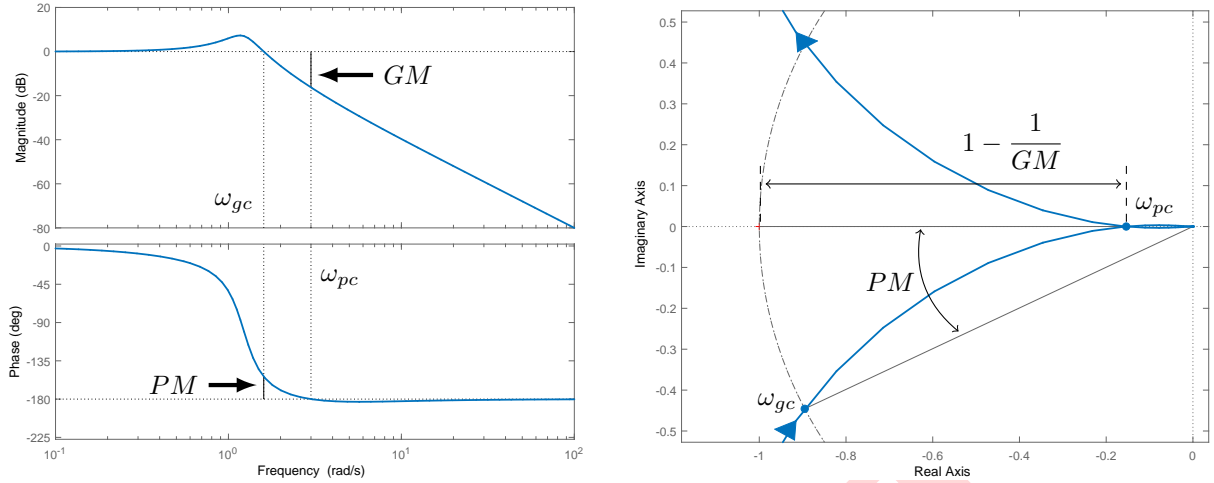 20
0
-20
-40
-60
-80
Magnitude (dB)
GM
ω_gc
0
-45
-90
-135
-180
-225
Phase (deg)
ω_pc
PM
10^-1
10^0
10^1
10^2
Frequency (rad/s)
0.5
0.4
0.3
0.2
0.1
0
-0.1
-0.2
-0.3
-0.4
-0.5
Imaginary Axis
1 - 1/GM
ω_pc
PM
ω_gc
-1
-0.8
-0.6
-0.4
-0.2
0
Real Axis